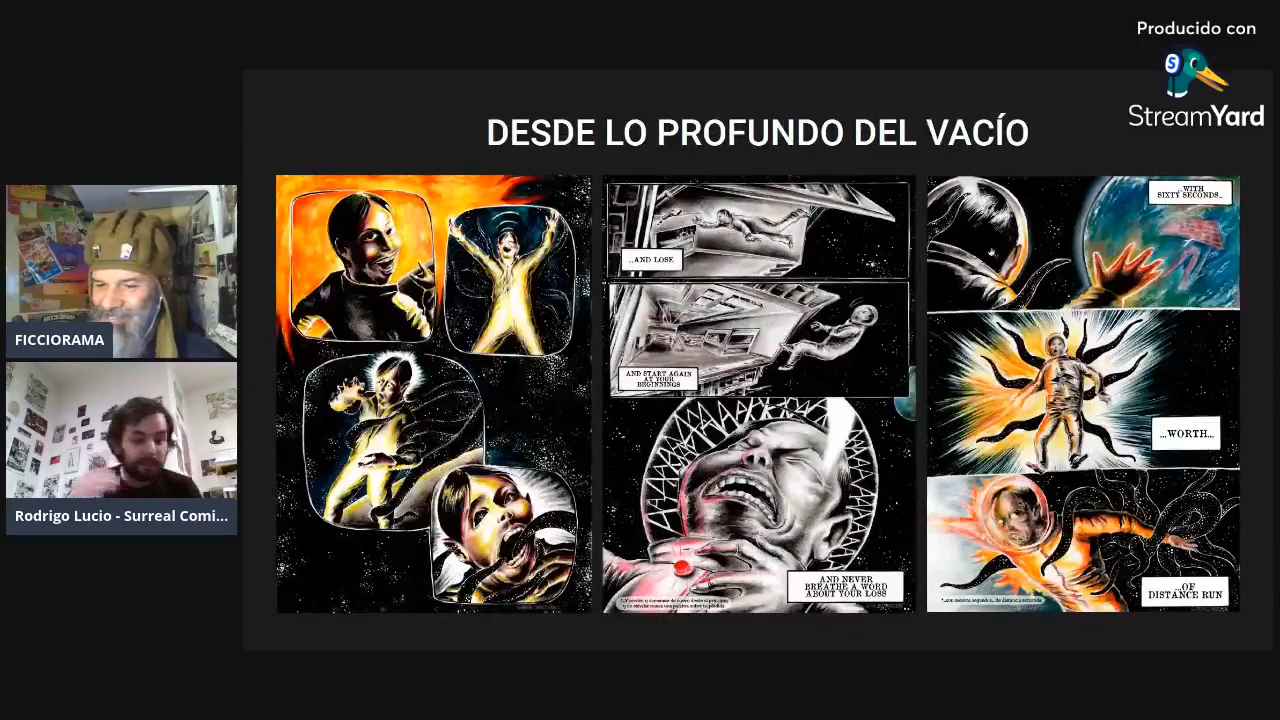 Producido con
StreamYard
DESDE LO PROFUNDO DEL VACÍO
FICCIORAMA
Rodrigo Lucio - Surreal Comi...
...AND LOSE
AND START AGAIN
AT YOUR
BEGINNINGS
AND NEVER
BREATHE A WORD
ABOUT YOUR LOSS
...WITH
SIXTY SECONDS...
...WORTH...
...OF
DISTANCE RUN